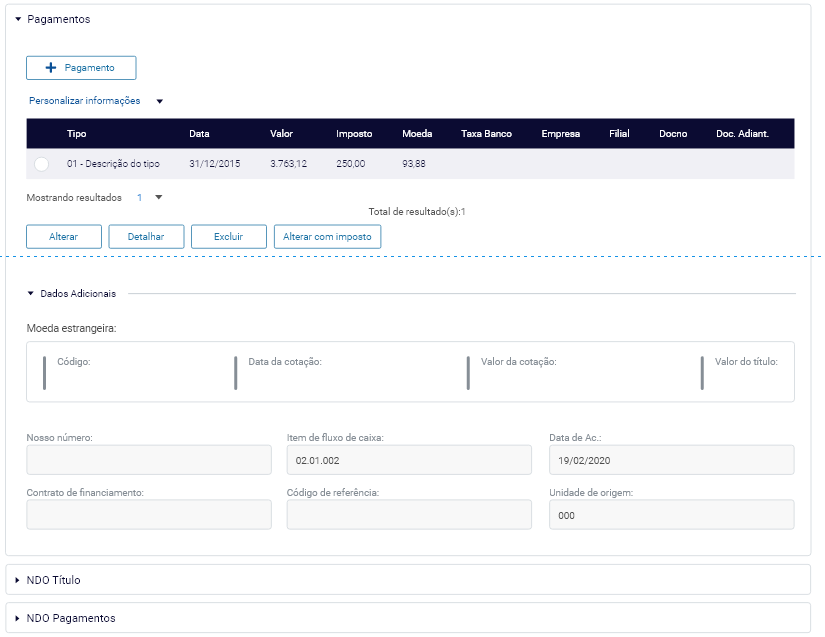 Pagamentos
Pagamento
Personalizar informações
Tipo Data Valor Imposto Moeda Taxa Banco Empresa Filial Docno Doc. Adiant.
01 - Descrição do tipo 31/12/2015 3.763,12 250,00 93,88
Mostrando resultados 1
Total de resultado(s):1
Alterar Detalhar Excluir Alterar com imposto
Dados Adicionais
Moeda estrangeira:
Código: Data da cotação: Valor da cotação: Valor do título:
Nosso número: Item de fluxo de caixa: Data de Ac.:
02.01.002 19/02/2020
Contrato de financiamento: Código de referência: Unidade de origem:
000
NDO Título
NDO Pagamentos